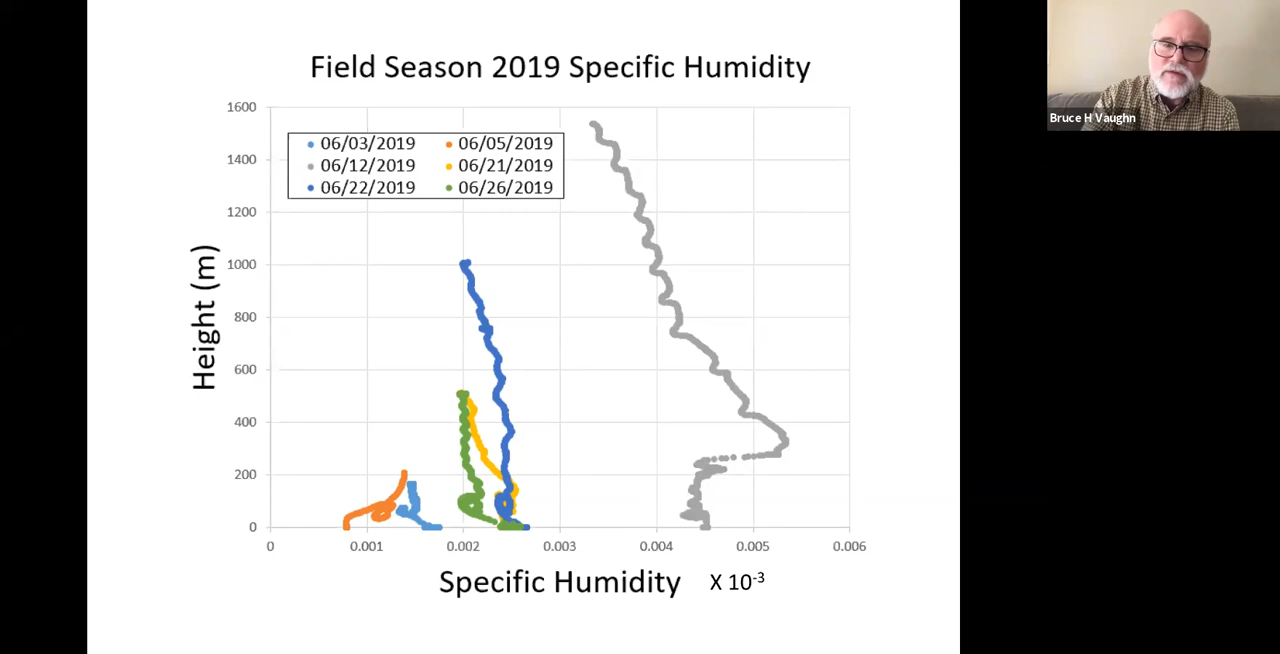 Field Season 2019 Specific Humidity
1600
1400
1200
1000
800
600
400
200
0
Height (m)
06/03/2019 06/05/2019
06/12/2019 06/21/2019
06/22/2019 06/26/2019
0 0.001 0.002 0.003 0.004 0.005 0.006
Specific Humidity X 10-3
Bruce H Vaughn